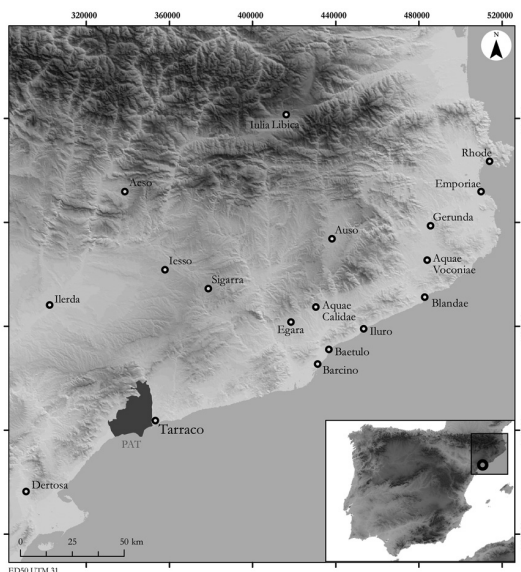 320000 360000 400000 440000 480000 520000
N
Iulia Libica
Rhode
Aeso
Emporiae
Gerunda
Auso
Iesso
Aquae
Voconiae
Sigarra
Ilerda
Blandae
Aquae
Calidae
Egara
Iluro
Baetulo
Barcino
Tarraco
PAT
Dertosa
0 25 50 km
ED50 UTM 31